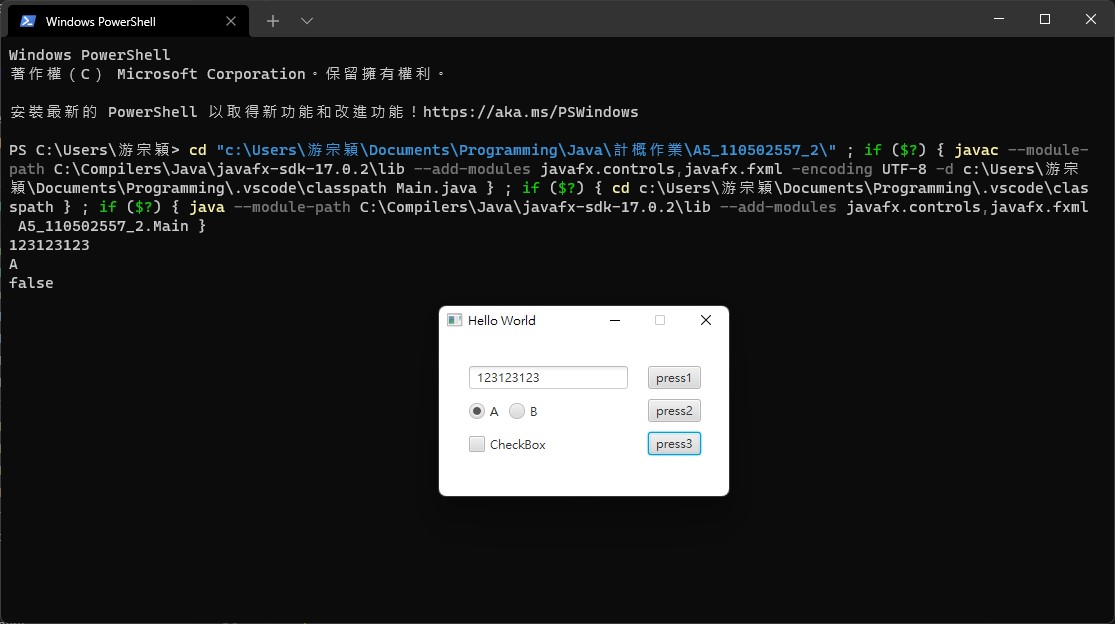 Windows PowerShell
Windows PowerShell
著作權 (C) Microsoft Corporation。保留擁有權利。
安裝最新的 PowerShell 以取得新功能和改進功能！https://aka.ms/PSWindows
PS C:\Users\游宗穎> cd "c:\Users\游宗穎\Documents\Programming\Java\計概作業\A5_110502557_2\" ; if ($?) { javac --module-
path C:\Compilers\Java\javafx-sdk-17.0.2\lib --add-modules javafx.controls,javafx.fxml -encoding UTF-8 -d c:\Users\游宗
穎\Documents\Programming\.vscode\classpath Main.java } ; if ($?) { cd c:\Users\游宗穎\Documents\Programming\.vscode\clas
spath } ; if ($?) { java --module-path C:\Compilers\Java\javafx-sdk-17.0.2\lib --add-modules javafx.controls,javafx.fxml
A5_110502557_2.Main }
123123123
A
false
Hello World
123123123 press1
A B press2
CheckBox press3